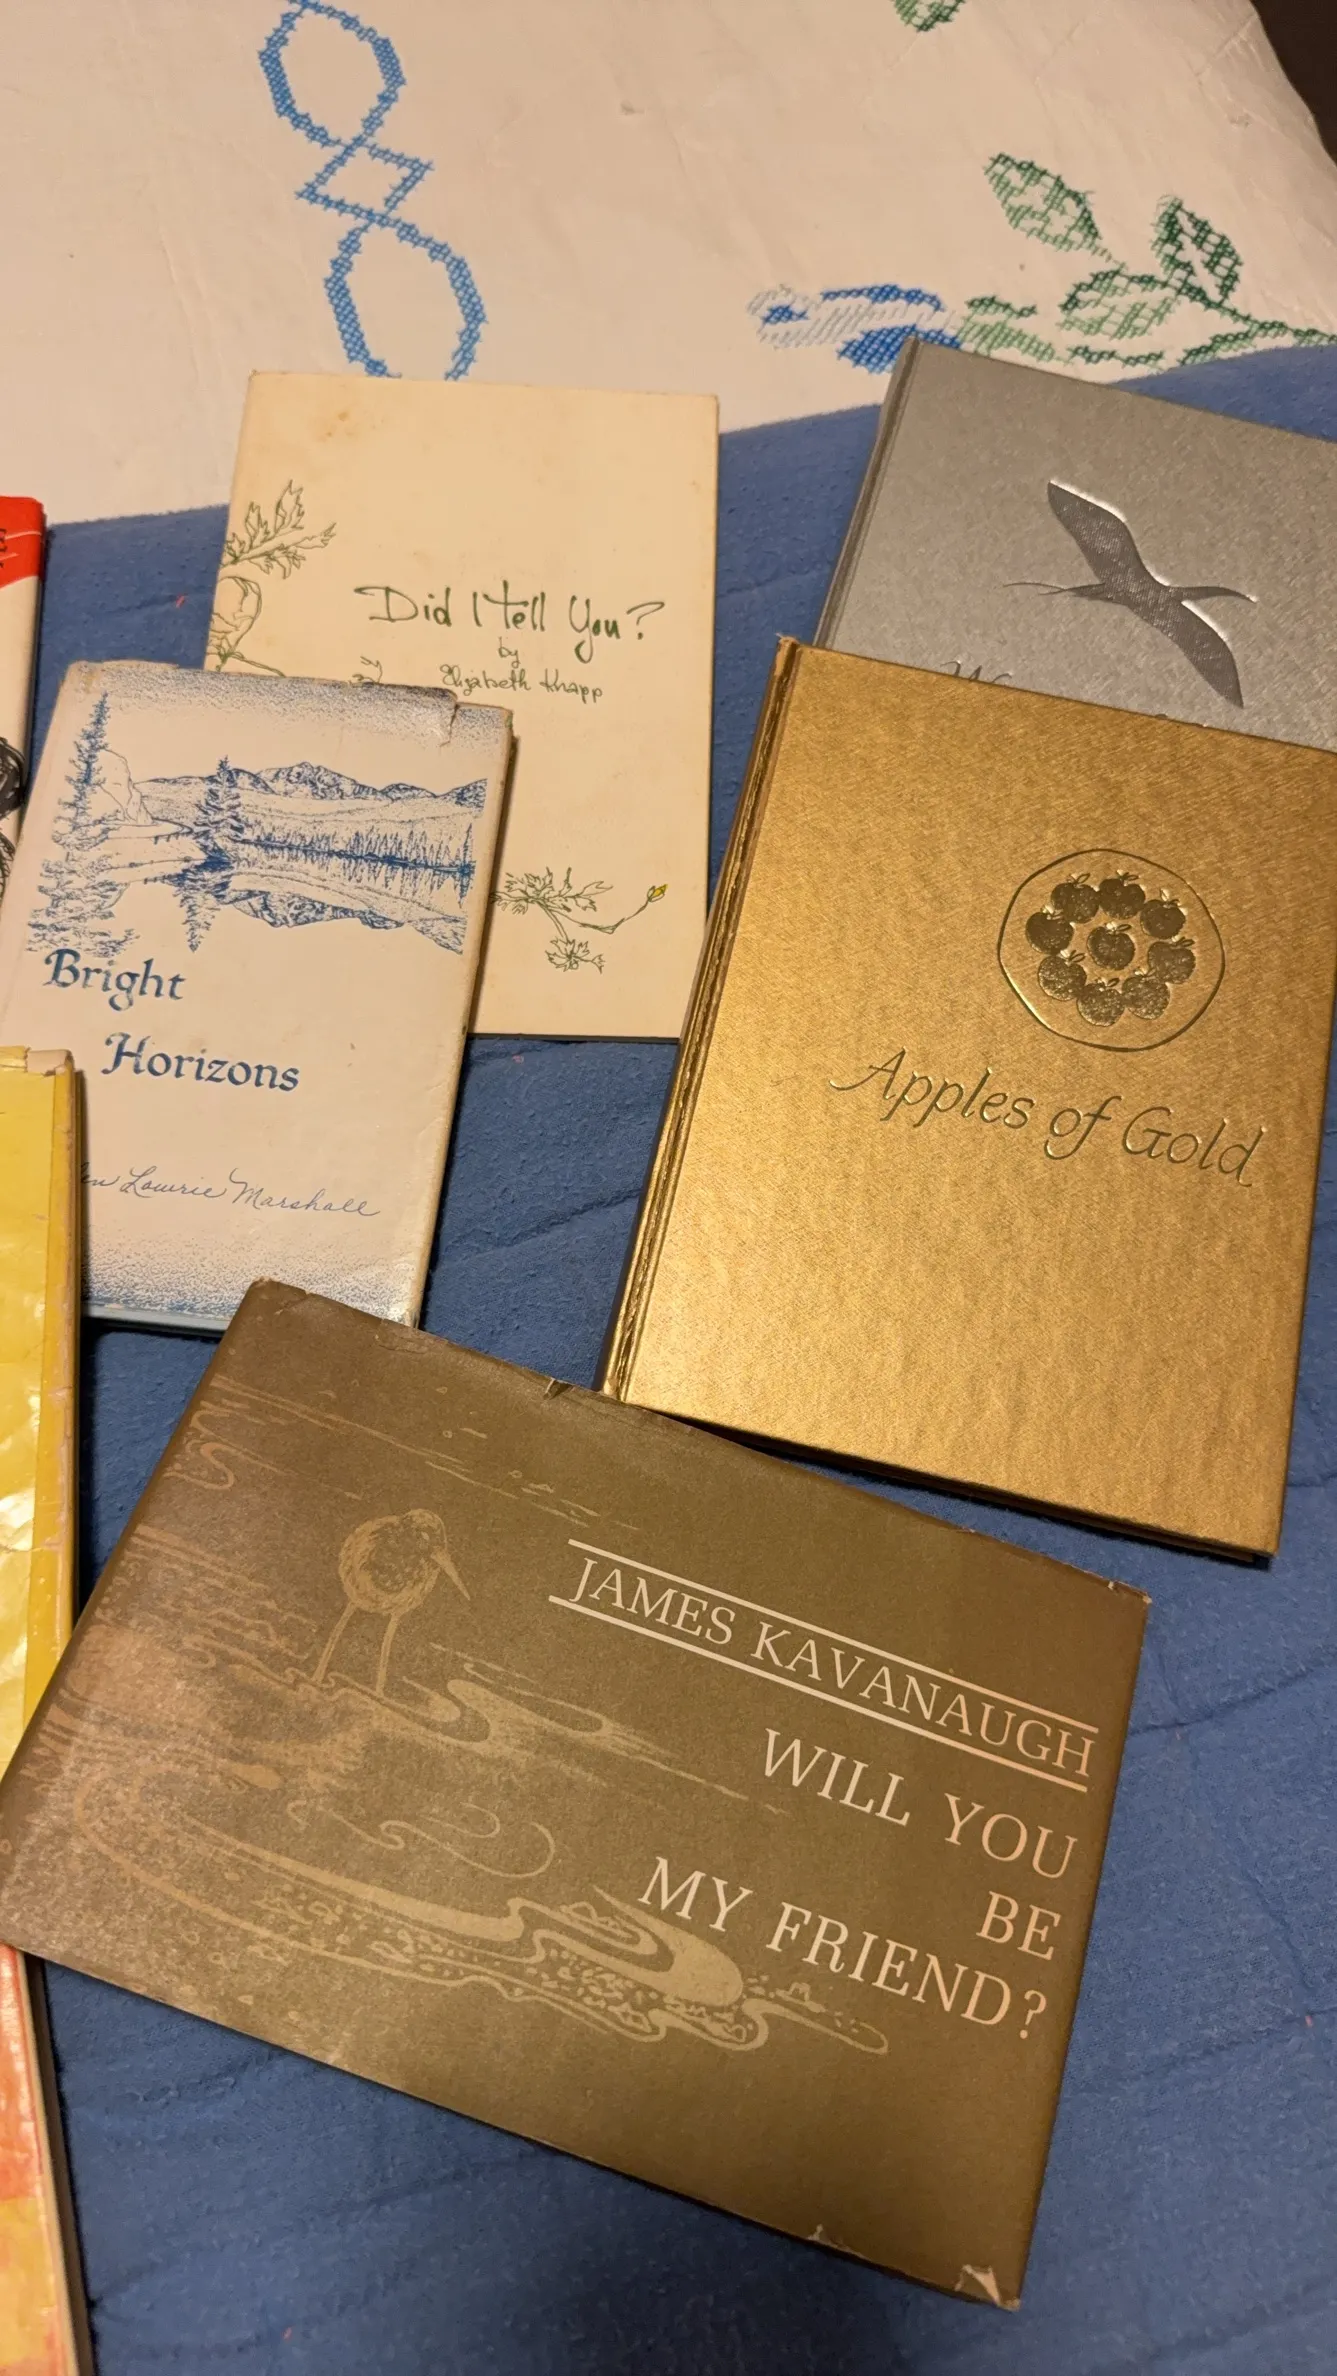 Did I tell You?
by
Elizabeth Knapp
Bright
Horizons
Lowrie Marshall
Apples of Gold
JAMES KAVANAUGH
WILL YOU
BE
MY FRIEND?